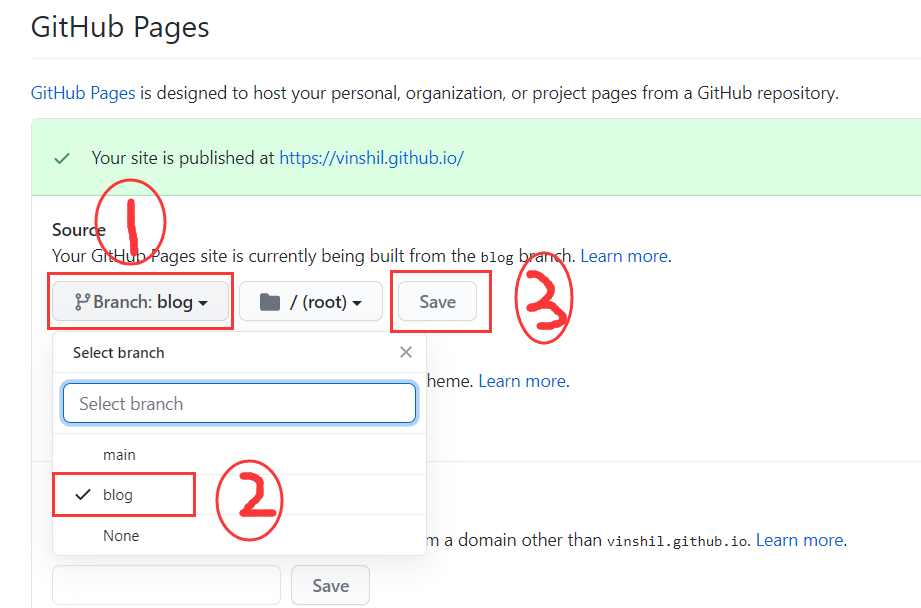 GitHub Pages
GitHub Pages is designed to host your personal, organization, or project pages from a GitHub repository.
Your site is published at https://vinshil.github.io/
1
Source
Your GitHub Pages site is currently being built from the blog branch. Learn more.
Branch: blog
/ (root)
Save
3
Select branch
heme. Learn more.
Select branch
main
blog
2
None
m a domain other than vinshil.github.io. Learn more.
Save